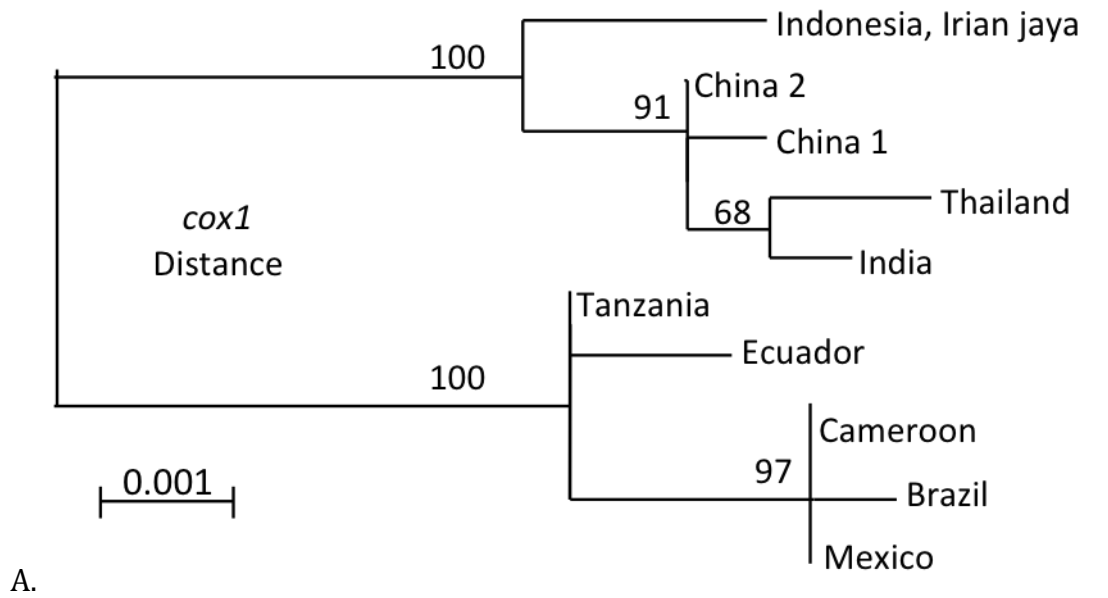 Indonesia, Irian jaya
100
China 2
91
China 1
Thailand
68
cox1
Distance
India
Tanzania
Ecuador
100
Cameroon
97
0.001
Brazil
Mexico
A.